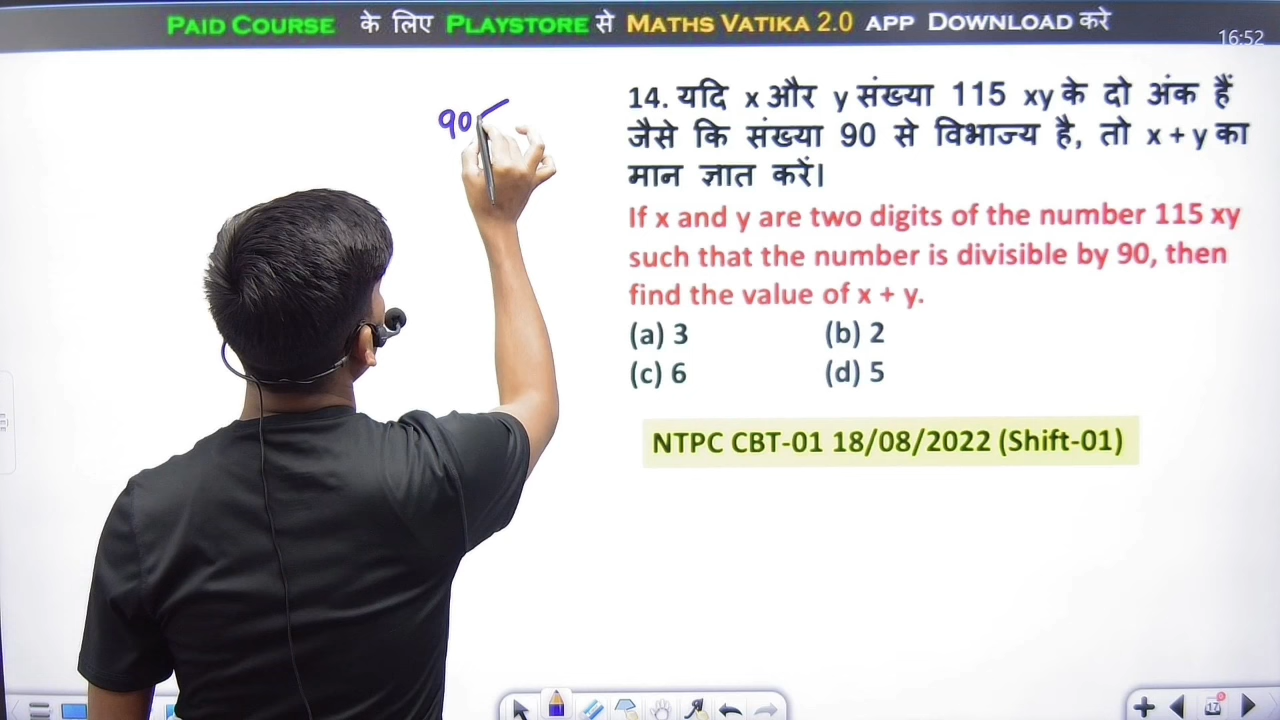 PAID COURSE के लिए PLAYSTORE से MATHS VATIKA 2.0 APP DOWNLOAD करे
16:52
90
14. यदि x और y संख्या 115 xy के दो अंक हैं
जैसे कि संख्या 90 से विभाज्य है, तो x + y का
मान ज्ञात करें।
If x and y are two digits of the number 115 xy
such that the number is divisible by 90, then
find the value of x + y.
(a) 3 (b) 2
(c) 6 (d) 5
NTPC CBT-01 18/08/2022 (Shift-01)
17